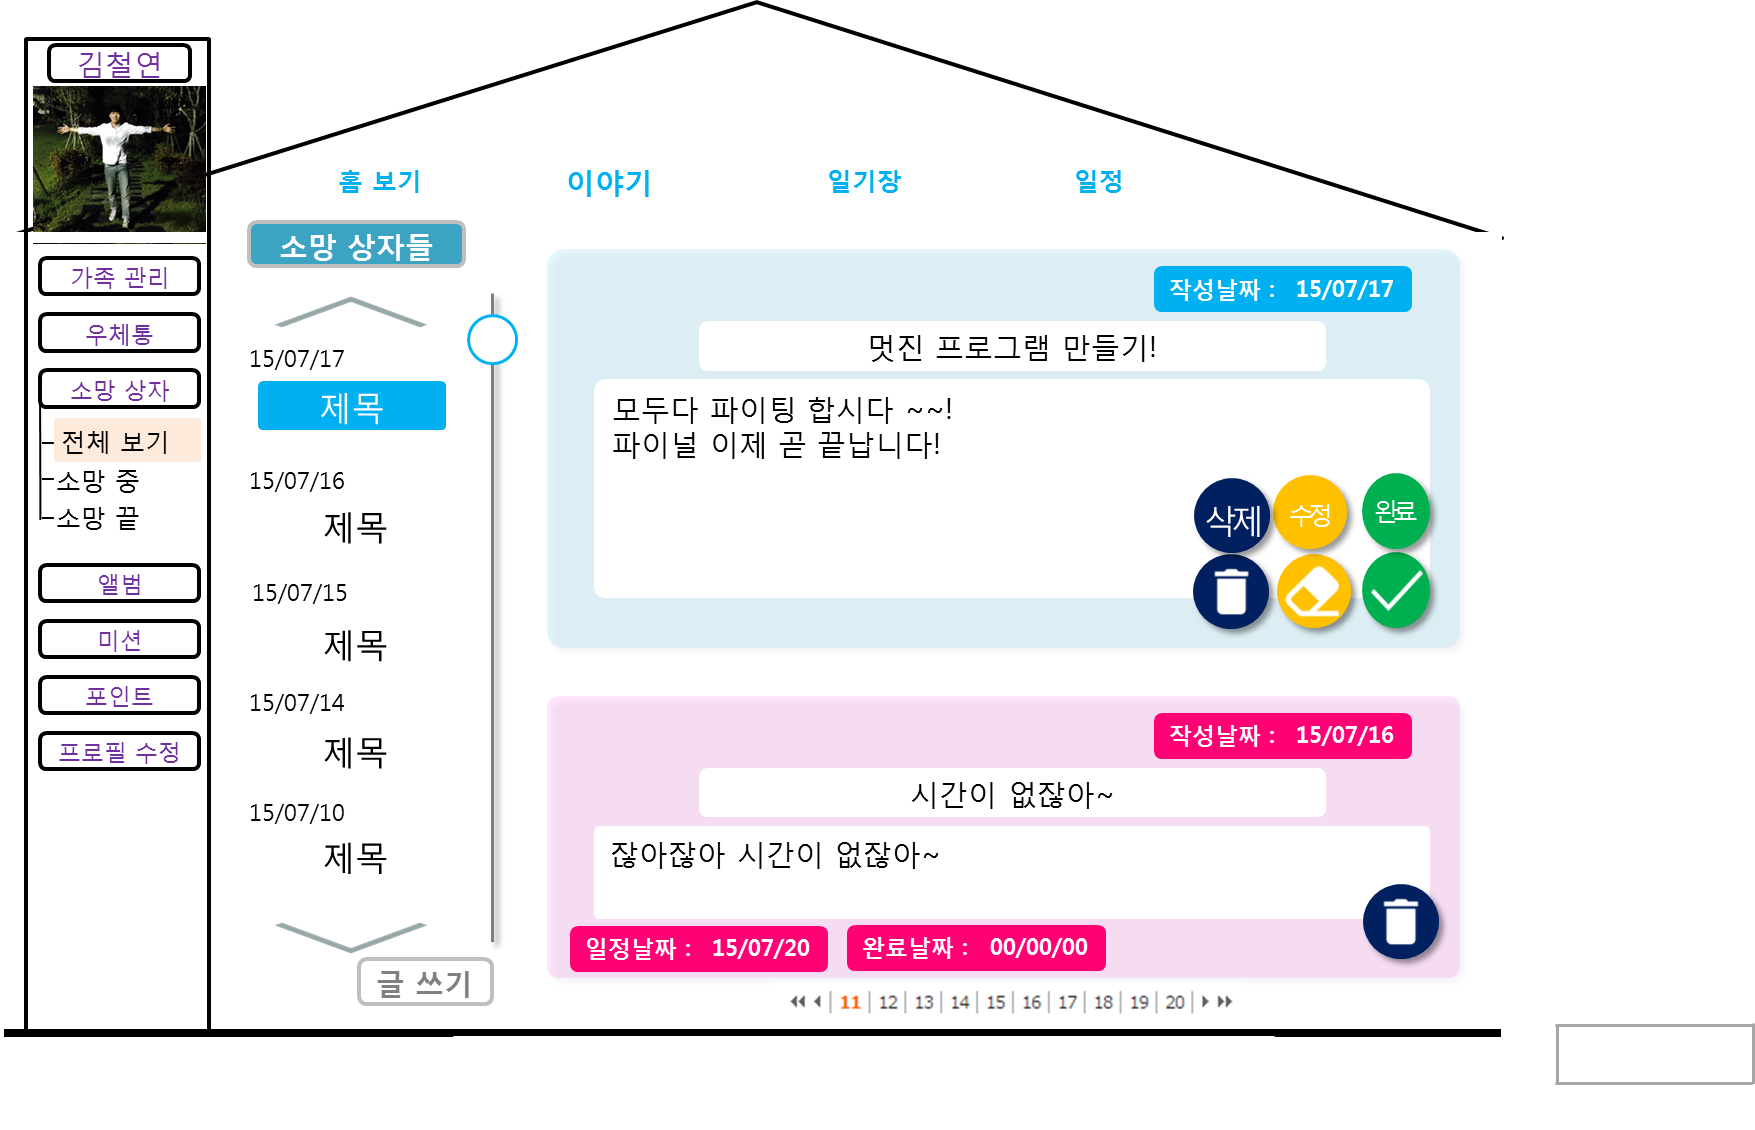 김철연
홈 보기
이야기
일기장
일정
가족 관리
우체통
소망 상자
전체 보기
소망 중
소망 끝
앨범
미션
포인트
프로필 수정
소망 상자들
15/07/17
제목
15/07/16
제목
15/07/15
제목
15/07/14
제목
15/07/10
제목
글 쓰기
작성날짜 : 15/07/17
멋진 프로그램 만들기!
모두다 파이팅 합시다 ~~!
파이널 이제 곧 끝납니다!
삭제 수정 완료
작성날짜 : 15/07/16
시간이 없잖아~
잖아잖아 시간이 없잖아~
일정날짜 : 15/07/20 완료날짜 : 00/00/00
11 | 12 | 13 | 14 | 15 | 16 | 17 | 18 | 19 | 20